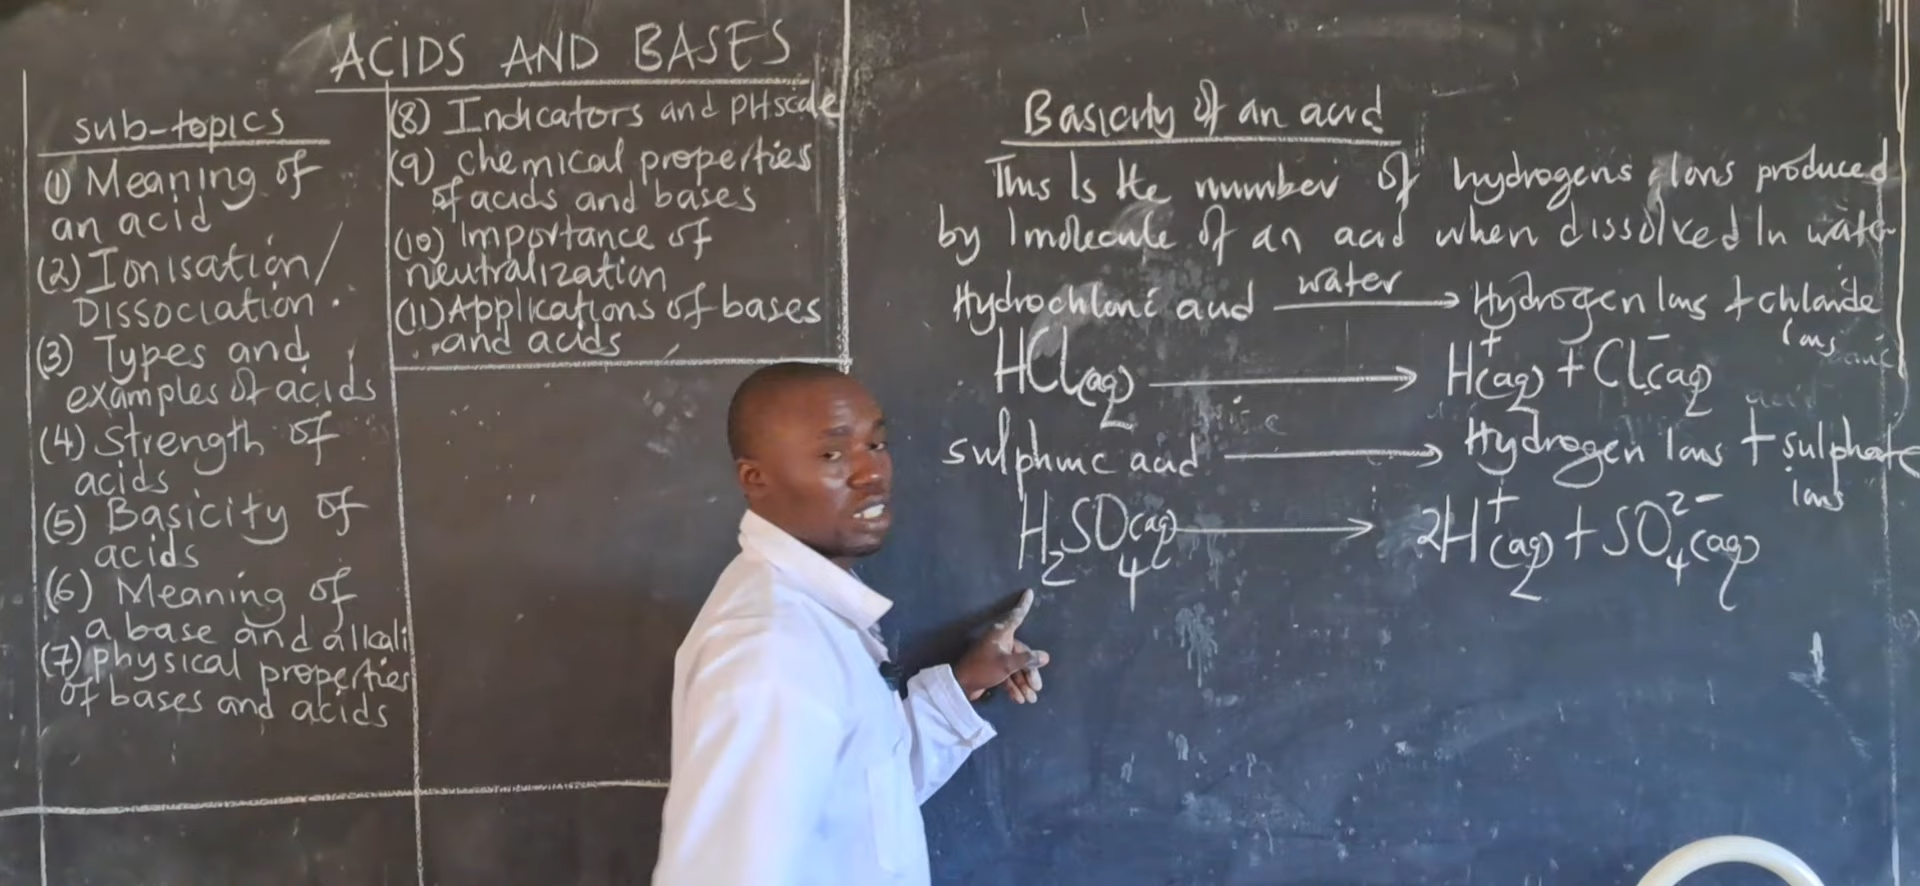 ACIDS AND BASES
sub-topics
(1) Meaning of
an acid
(2) Ionisation/
Dissociation.
(3) Types and
examples of acids
(4) Strength of
acids
(5) Basicity of
acids
(6) Meaning of
a base and alkali
(7) physical properties
of bases and acids
(8) Indicators and PH scale
(9) chemical properties
of acids and bases
(10) Importance of
neutralization
(11) Applications of bases
and acids
Basicity of an acid
This Is the number of hydrogens Ions produced
by 1 molecule of an acid when dissolved In water
Hydrochloric acid water → Hydrogen Ions + chloride
Ions
HCl(aq) → H⁺(aq) + Cl⁻(aq)
sulphuric acid → Hydrogen Ions + sulphate
Ions
H₂SO₄(aq) → 2H⁺(aq) + SO₄²⁻(aq)